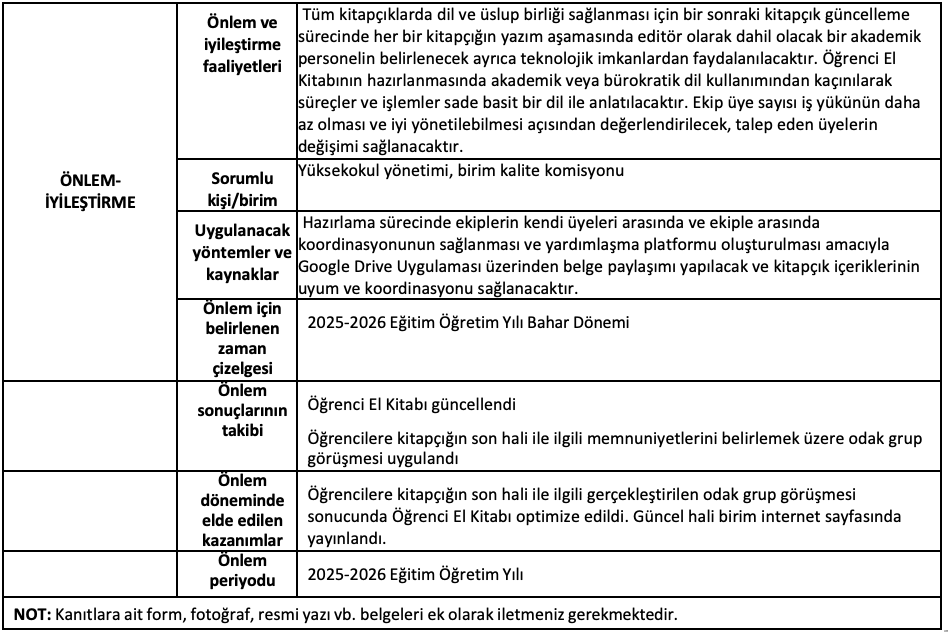 Önlem ve
iyileştirme
faaliyetleri
Tüm kitapçıklarda dil ve üslup birliği sağlanması için bir sonraki kitapçık güncelleme
sürecinde her bir kitapçığın yazım aşamasında editör olarak dahil olacak bir akademik
personelin belirlenecek ayrıca teknolojik imkanlardan faydalanılacaktır. Öğrenci El
Kitabının hazırlanmasında akademik veya bürokratik dil kullanımından kaçınılarak
süreçler ve işlemler sade basit bir dil ile anlatılacaktır. Ekip üye sayısı iş yükünün daha
az olması ve iyi yönetilebilmesi açısından değerlendirilecek, talep eden üyelerin
değişimi sağlanacaktır.
ÖNLEM-
İYİLEŞTİRME
Sorumlu
kişi/birim
Yüksekokul yönetimi, birim kalite komisyonu
Uygulanacak
yöntemler ve
kaynaklar
Hazırlama sürecinde ekiplerin kendi üyeleri arasında ve ekiple arasında
koordinasyonunun sağlanması ve yardımlaşma platformu oluşturulması amacıyla
Google Drive Uygulaması üzerinden belge paylaşımı yapılacak ve kitapçık içeriklerinin
uyum ve koordinasyonu sağlanacaktır.
Önlem için
belirlenen
zaman
çizelgesi
2025-2026 Eğitim Öğretim Yılı Bahar Dönemi
Önlem
sonuçlarının
takibi
Öğrenci El Kitabı güncellendi
Öğrencilere kitapçığın son hali ile ilgili memnuniyetlerini belirlemek üzere odak grup
görüşmesi uygulandı
Önlem
döneminde
elde edilen
kazanımlar
Öğrencilere kitapçığın son hali ile ilgili gerçekleştirilen odak grup görüşmesi
sonucunda Öğrenci El Kitabı optimize edildi. Güncel hali birim internet sayfasında
yayınlandı.
Önlem
periyodu
2025-2026 Eğitim Öğretim Yılı
NOT: Kanıtlara ait form, fotoğraf, resmi yazı vb. belgeleri ek olarak iletmeniz gerekmektedir.